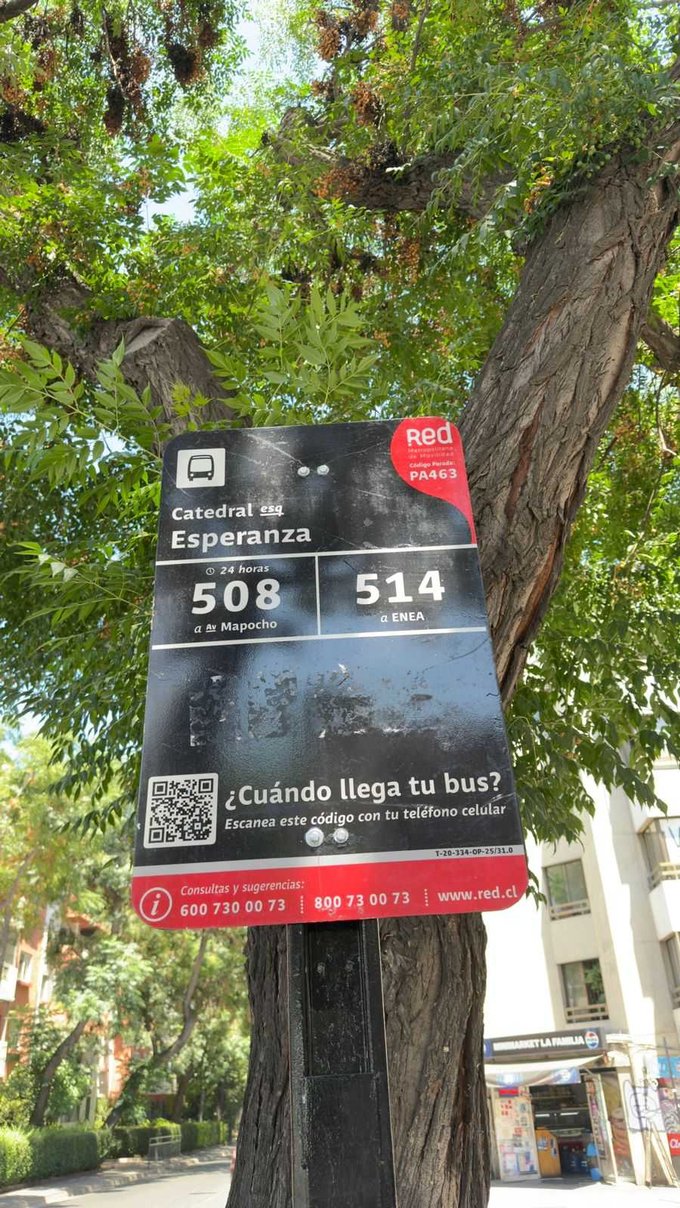 Red
Metropolitana
de Movilidad
Código Parada:
PA463
Catedral esq
Esperanza
24 horas
508
a Av Mapocho
514
a ENEA
¿Cuándo llega tu bus?
Escanea este código con tu teléfono celular
T-20-334-OP-25/31.0
i
Consultas y sugerencias:
600 730 00 73
800 73 00 73
www.red.cl
MINIMARKET LA FAMILIA